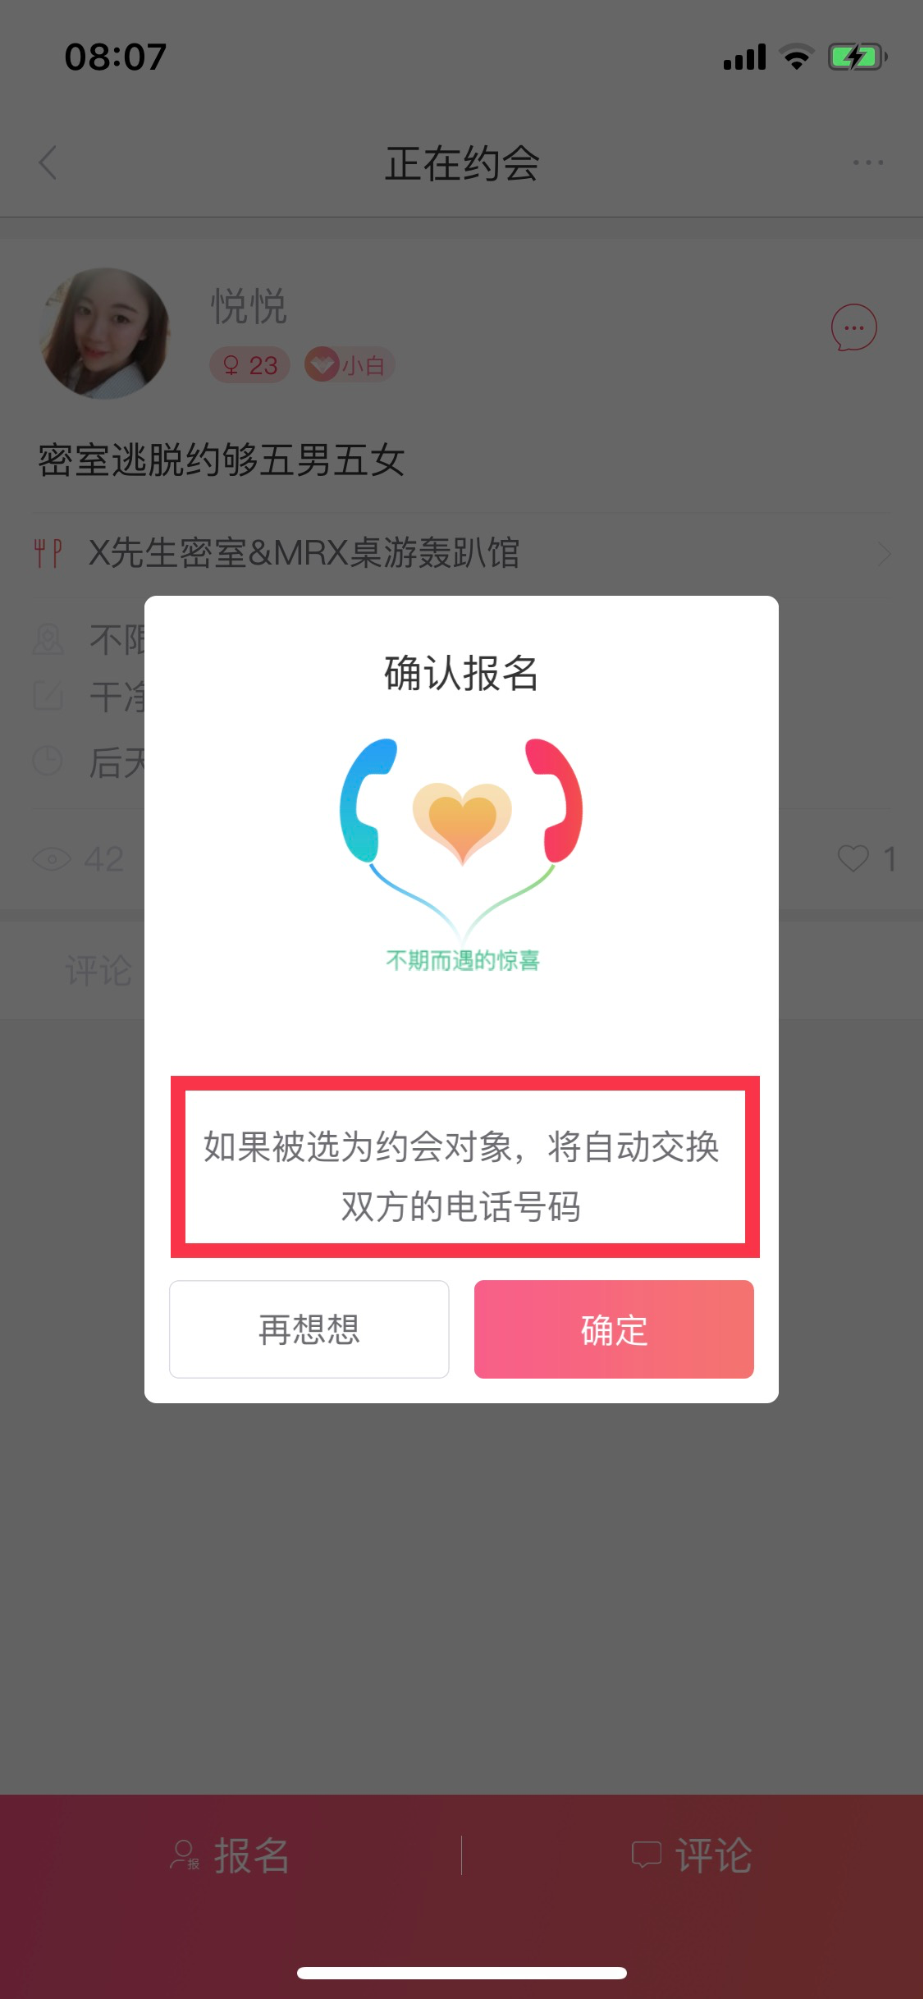 08:07
正在约会
悦悦
23
小白
密室逃脱约够五男五女
X先生密室&MRX桌游轰趴馆
不限
干净
后天
42
1
评论
确认报名
不期而遇的惊喜
如果被选为约会对象，将自动交换
双方的电话号码
再想想
确定
报名
评论